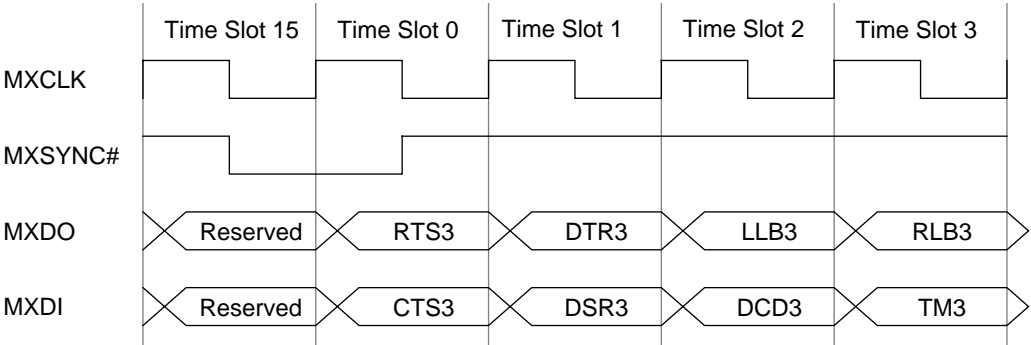 Time Slot 15 Time Slot 0 Time Slot 1 Time Slot 2 Time Slot 3
MXCLK
MXSYNC#
MXDO Reserved RTS3 DTR3 LLB3 RLB3
MXDI Reserved CTS3 DSR3 DCD3 TM3